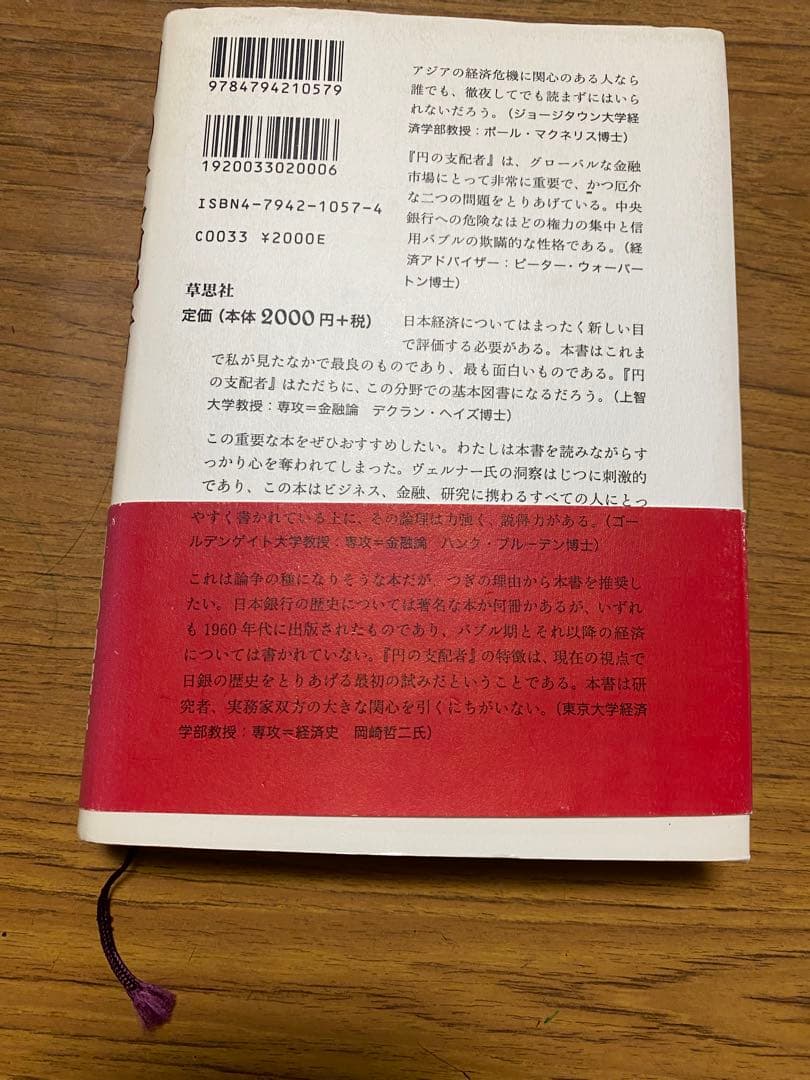 9784794210579
1920033020006
ISBN4-7942-1057-4
C0033 ¥2000E
草思社
定価（本体2000円＋税）
アジアの経済危機に関心のある人なら
誰でも、徹夜してでも読まずにはいら
れないだろう。（ジョージタウン大学経
済学部教授：ポール・マクネリス博士）
『円の支配者』は、グローバルな金融
市場にとって非常に重要で、かつ厄介
な二つの問題をとりあげている。中央
銀行への危険なほどの権力の集中と信
用バブルの欺瞞的な性格である。（経
済アドバイザー：ピーター・ウォーバー
トン博士）
日本経済についてはまったく新しい目
で評価する必要がある。本書はこれま
で私が見たなかで最良のものであり、最も面白いものである。『円
の支配者』はただちに、この分野での基本図書になるだろう。（上智
大学教授：専攻＝金融論　デクラン・ヘイズ博士）
この重要な本をぜひおすすめしたい。わたしは本書を読みながらす
っかり心を奪われてしまった。ヴェルナー氏の洞察はじつに刺激的
であり、この本はビジネス、金融、研究に携わるすべての人にとっ
やすく書かれている上に、その論理は力強く、説得力がある。（ゴー
ルデンゲイト大学教授：専攻＝金融論　ハンク・プルーデン博士）
これは論争の種になりそうな本だが、つぎの理由から本書を推奨し
たい。日本銀行の歴史については著名な本が何冊かあるが、いずれ
も1960年代に出版されたものであり、バブル期とそれ以降の経済
については書かれていない。『円の支配者』の特徴は、現在の視点で
日銀の歴史をとりあげる最初の試みだということである。本書は研
究者、実務家双方の大きな関心を引くにちがいない。（東京大学経済
学部教授：専攻＝経済史　岡崎哲二氏）